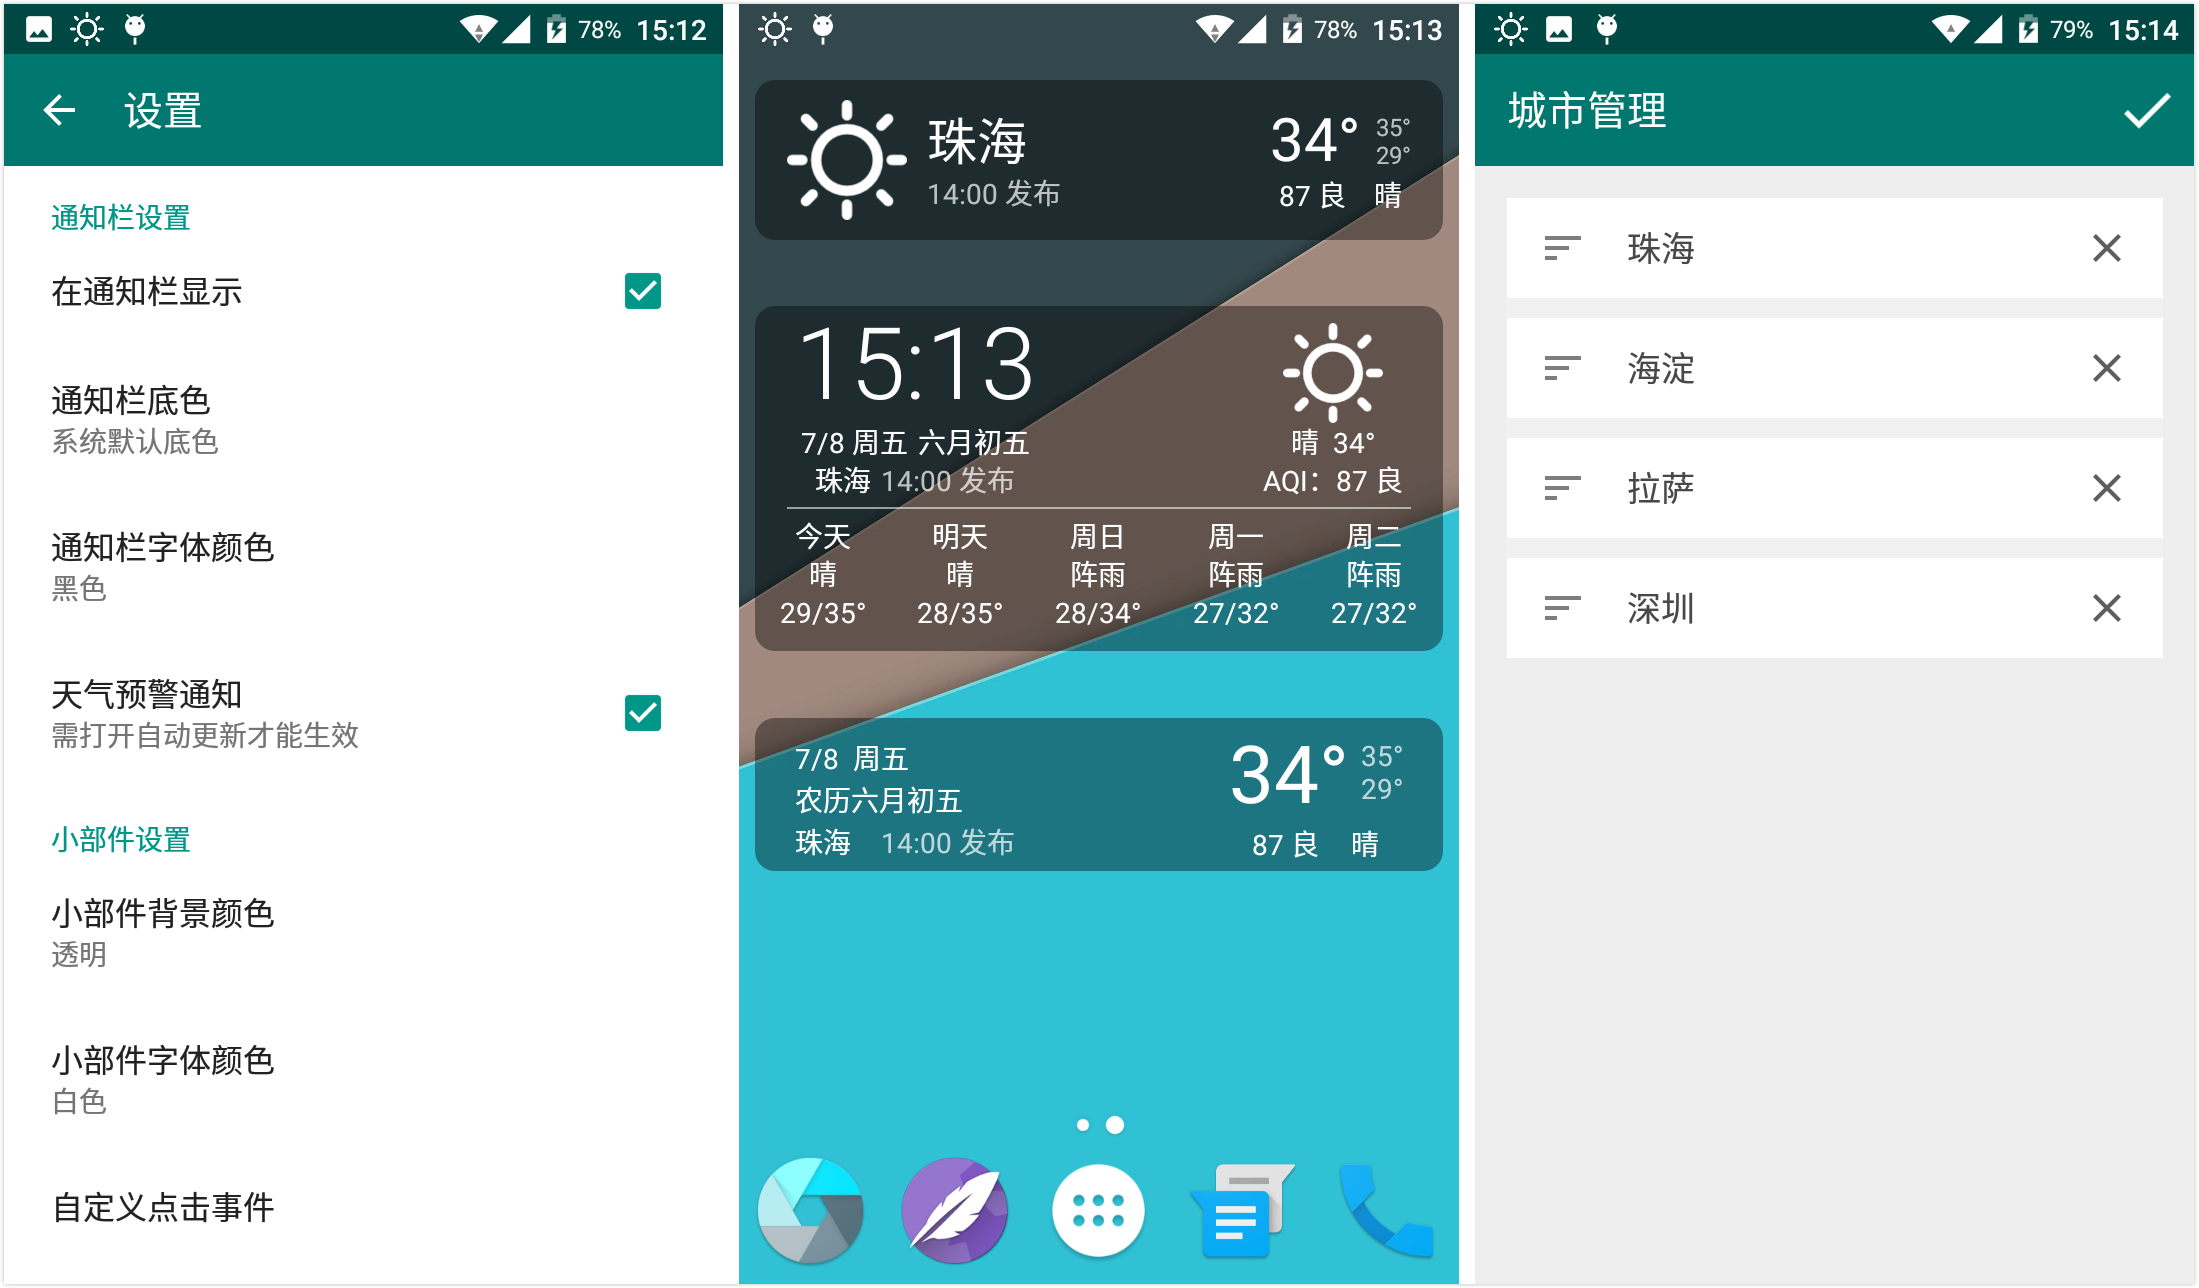 78% 15:12
设置
通知栏设置
在通知栏显示
通知栏底色
系统默认底色
通知栏字体颜色
黑色
天气预警通知
需打开自动更新才能生效
小部件设置
小部件背景颜色
透明
小部件字体颜色
白色
自定义点击事件
78% 15:13
珠海 34° 35°
29°
14:00 发布 87 良 晴
15:13
7/8 周五 六月初五 晴 34°
珠海 14:00 发布 AQI：87 良
今天 明天 周日 周一 周二
晴 晴 阵雨 阵雨 阵雨
29/35° 28/35° 28/34° 27/32° 27/32°
7/8 周五 34° 35°
29°
农历六月初五
珠海 14:00 发布 87 良 晴
79% 15:14
城市管理
珠海
海淀
拉萨
深圳